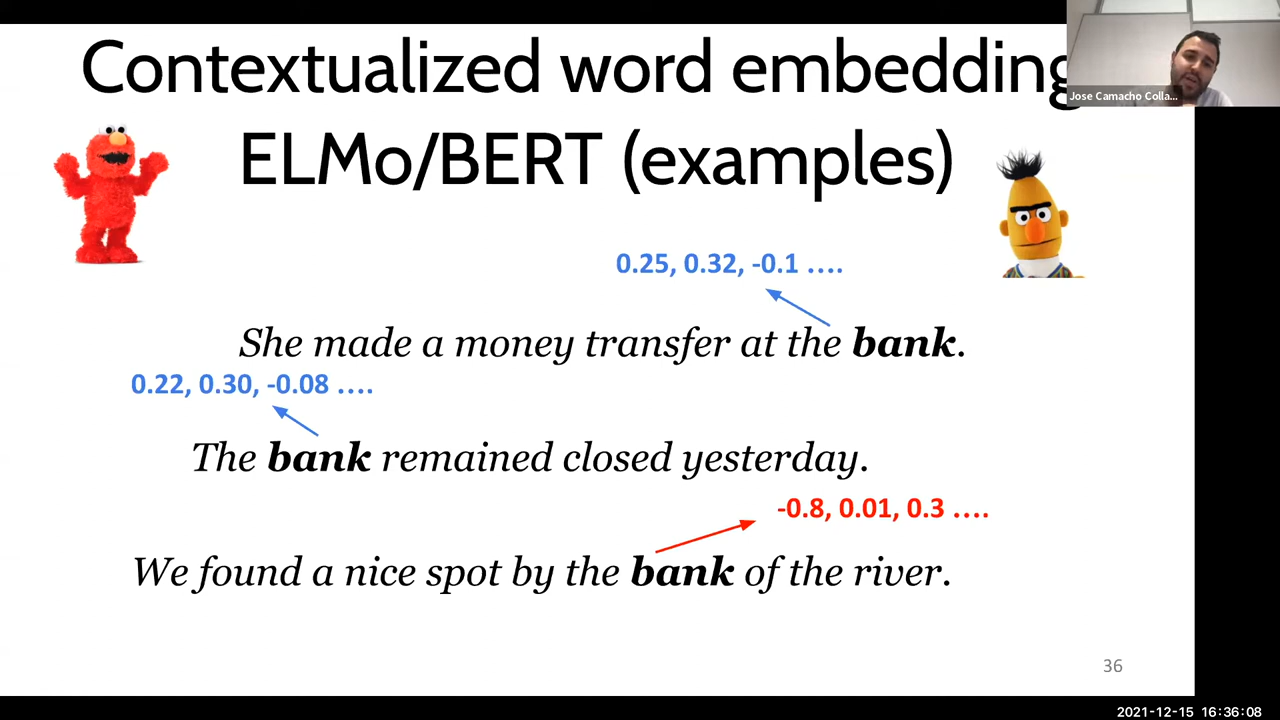 Contextualized word embedding
ELMo/BERT (examples)
Jose Camacho Colla...
0.25, 0.32, -0.1 ....
She made a money transfer at the bank.
0.22, 0.30, -0.08 ....
The bank remained closed yesterday.
-0.8, 0.01, 0.3 ....
We found a nice spot by the bank of the river.
36
2021-12-15 16:36:08